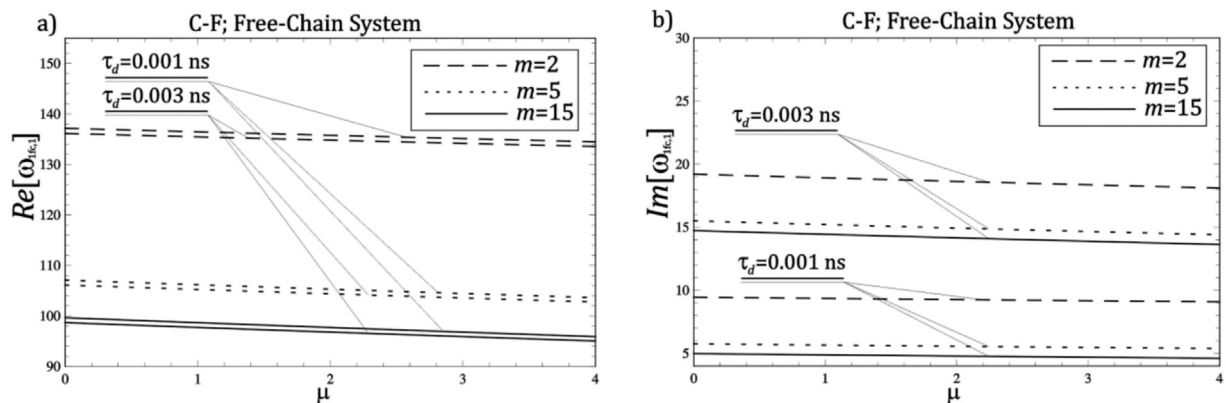 a)
C-F; Free-Chain System
Re[ω1fc,1]
150
140
130
120
110
100
90
τd=0.001 ns
τd=0.003 ns
m=2
m=5
m=15
0
1
2
3
4
μ
b)
C-F; Free-Chain System
Im[ω1fc,1]
30
25
20
15
10
5
τd=0.003 ns
τd=0.001 ns
m=2
m=5
m=15
0
1
2
3
4
μ